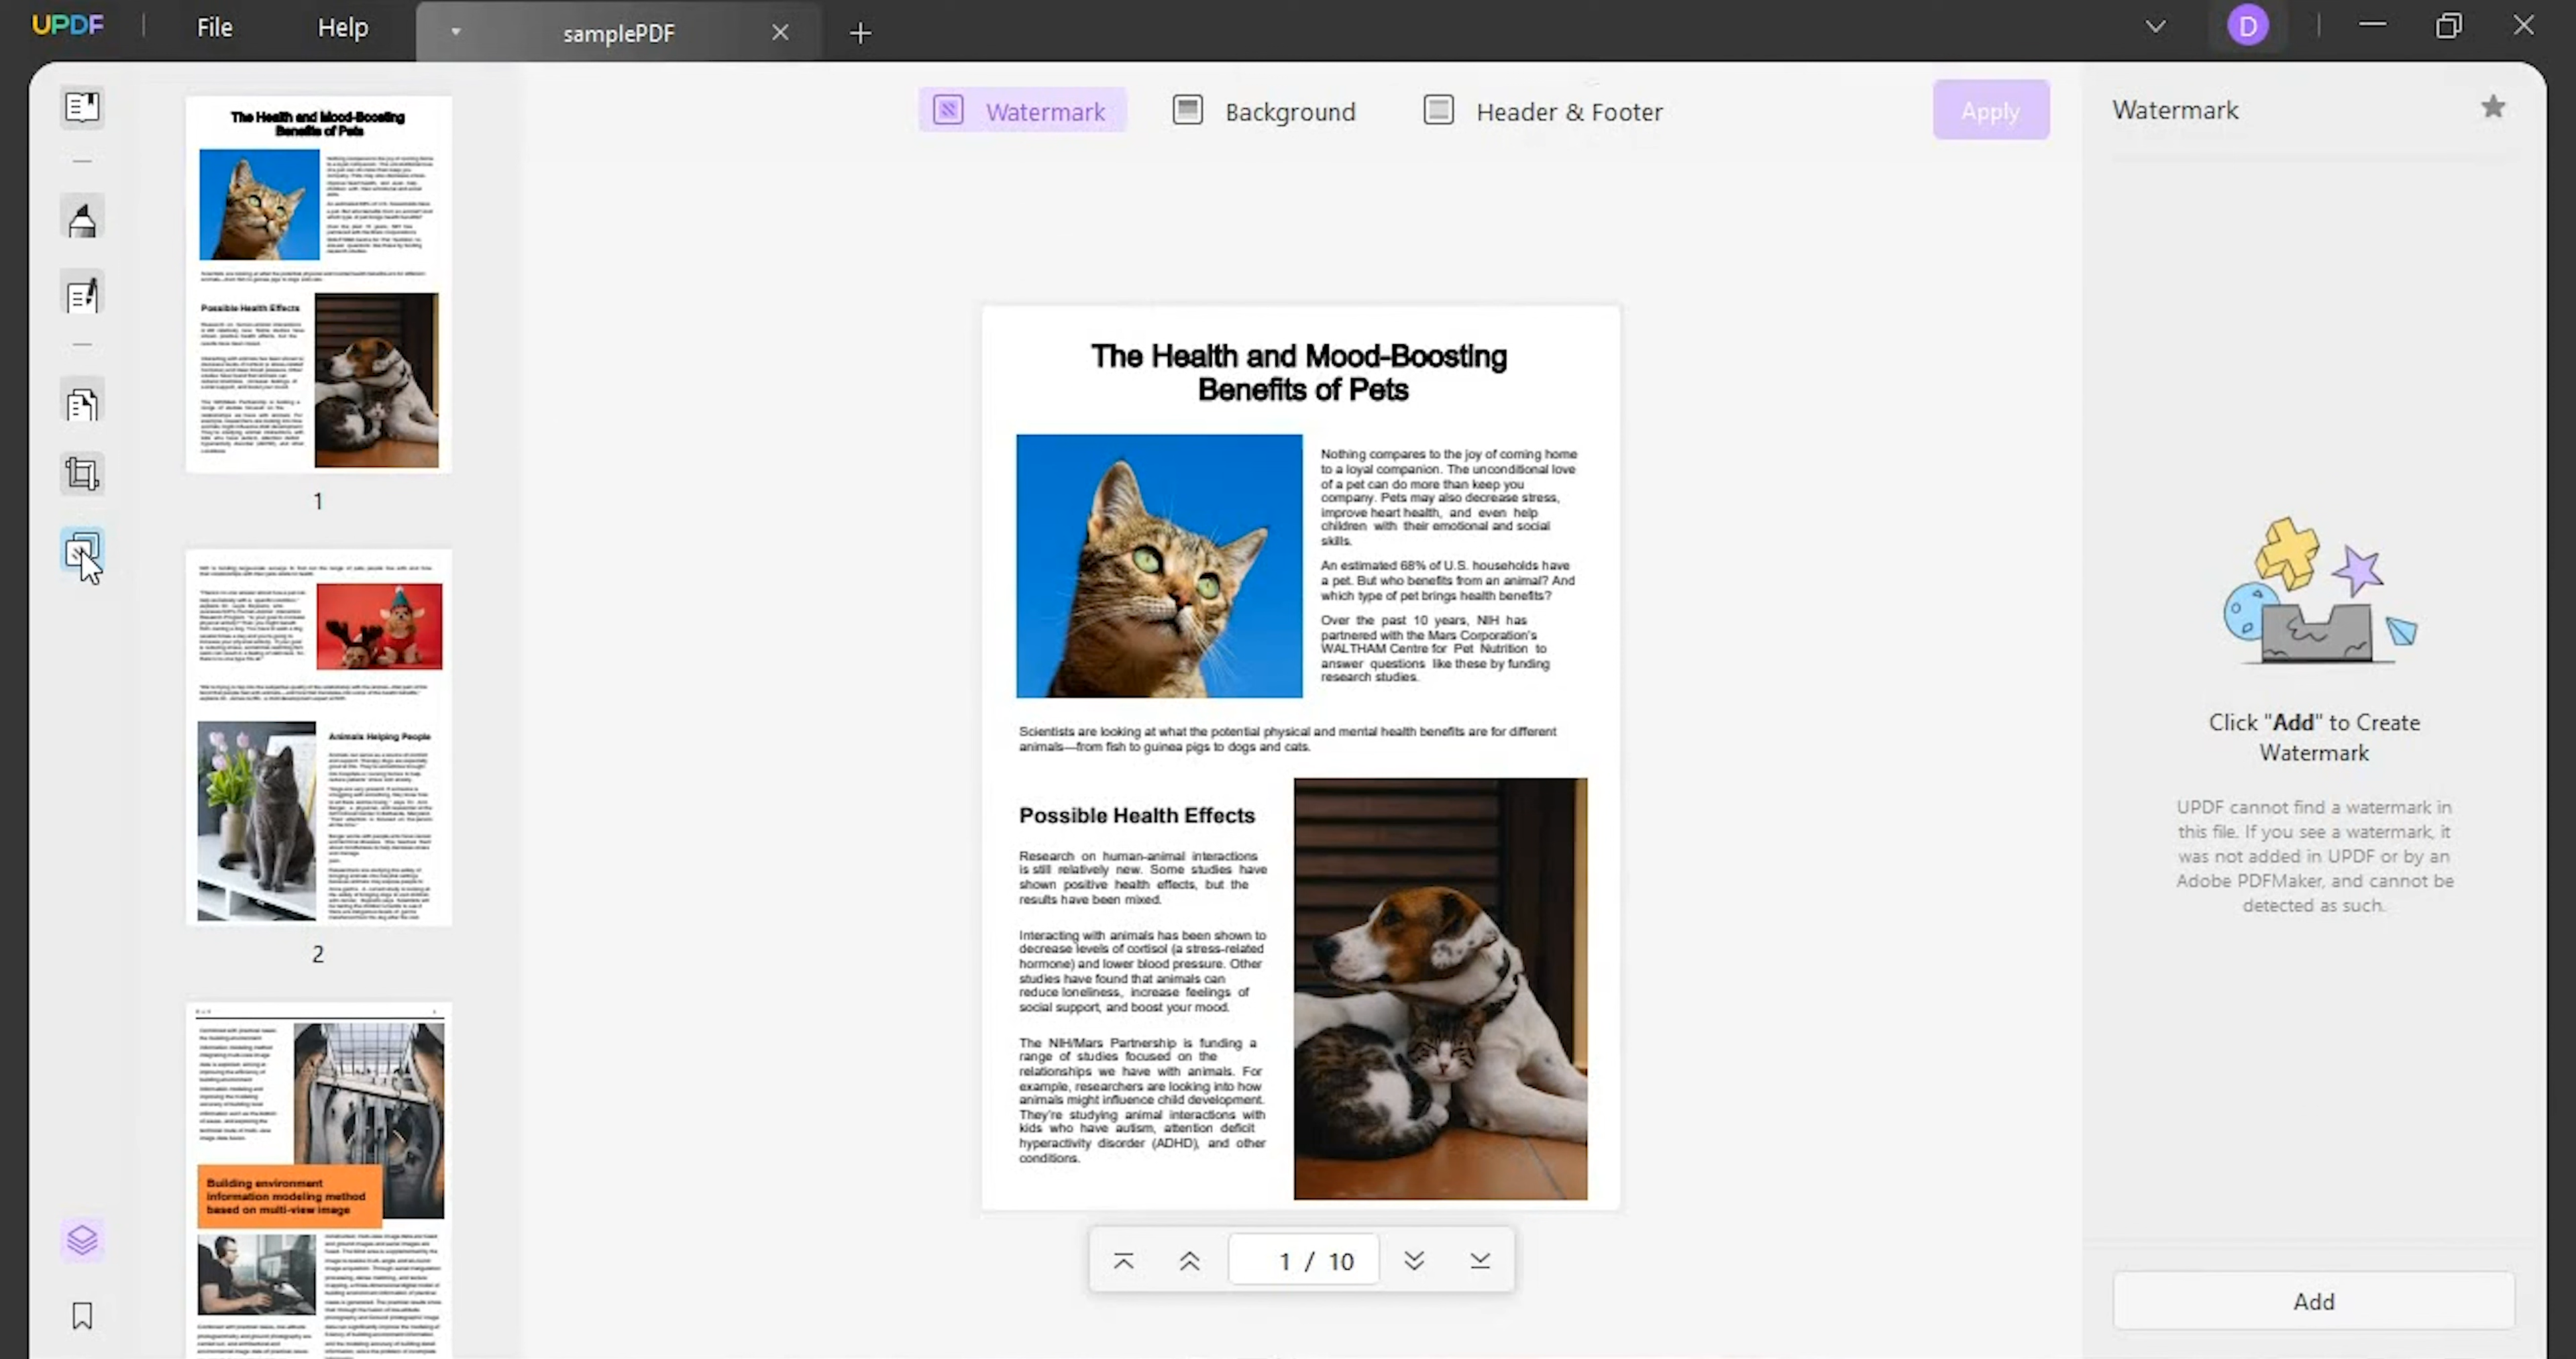 UPDF
File
Help
samplePDF
D
Watermark
Background
Header & Footer
Apply
Watermark
The Health and Mood-Boosting
Benefits of Pets
Possible Health Effects
1
Animals Helping People
2
Building environment
information modeling method
based on multi-view image
The Health and Mood-Boosting
Benefits of Pets
Nothing compares to the joy of coming home
to a loyal companion. The unconditional love
of a pet can do more than keep you
company. Pets may also decrease stress,
improve heart health, and even help
children with their emotional and social
skills.
An estimated 68% of U.S. households have
a pet. But who benefits from an animal? And
which type of pet brings health benefits?
Over the past 10 years, NIH has
partnered with the Mars Corporation's
WALTHAM Centre for Pet Nutrition to
answer questions like these by funding
research studies.
Scientists are looking at what the potential physical and mental health benefits are for different
animals—from fish to guinea pigs to dogs and cats.
Possible Health Effects
Research on human-animal interactions
is still relatively new. Some studies have
shown positive health effects, but the
results have been mixed.
Interacting with animals has been shown to
decrease levels of cortisol (a stress-related
hormone) and lower blood pressure. Other
studies have found that animals can
reduce loneliness, increase feelings of
social support, and boost your mood.
The NIH/Mars Partnership is funding a
range of studies focused on the
relationships we have with animals. For
example, researchers are looking into how
animals might influence child development.
They're studying animal interactions with
kids who have autism, attention deficit
hyperactivity disorder (ADHD), and other
conditions.
1 / 10
Click "Add" to Create
Watermark
UPDF cannot find a watermark in
this file. If you see a watermark, it
was not added in UPDF or by an
Adobe PDFMaker, and cannot be
detected as such.
Add